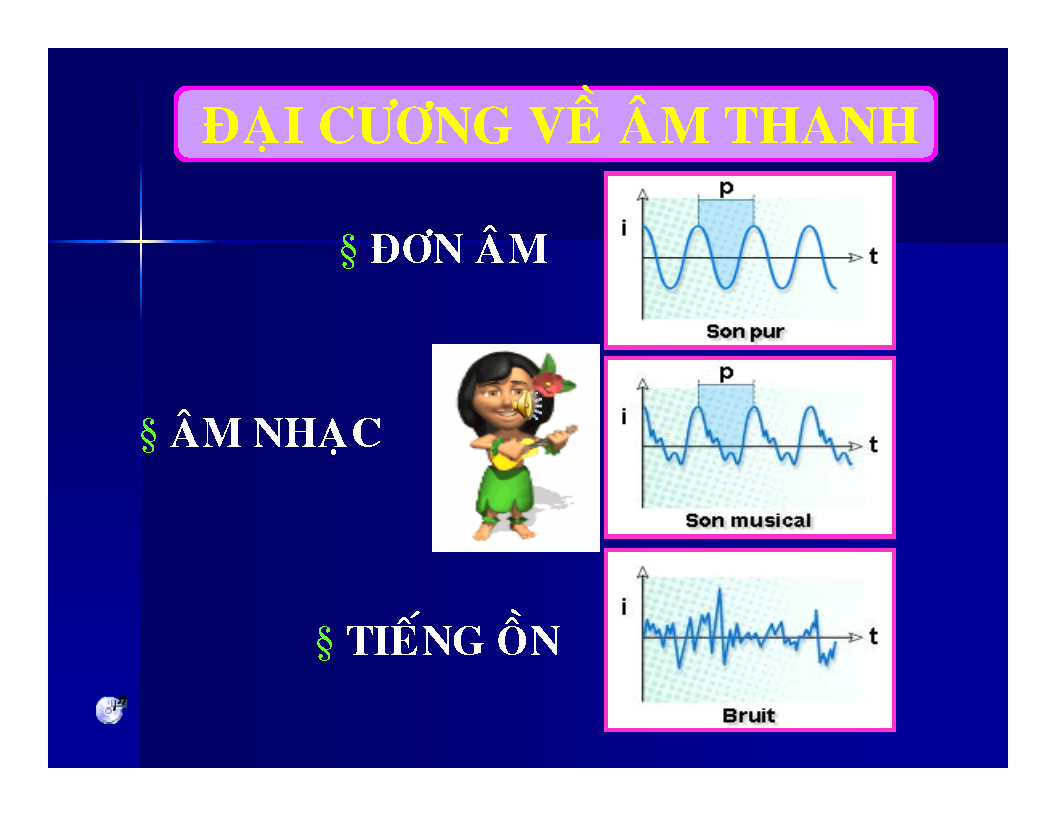 ĐẠI CƯƠNG VỀ ÂM THANH
§ ĐƠN ÂM
p
i
t
Son pur
§ ÂM NHẠC
p
i
t
Son musical
§ TIẾNG ỒN
i
t
Bruit